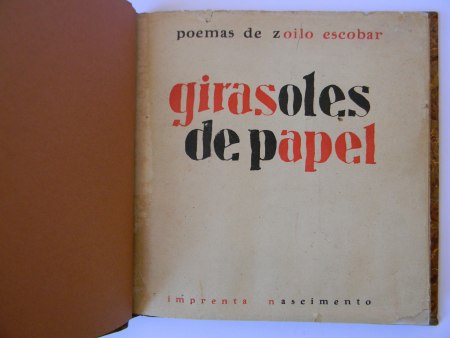 poemas de zoilo escobar
girasoles
de papel
imprenta nascimento